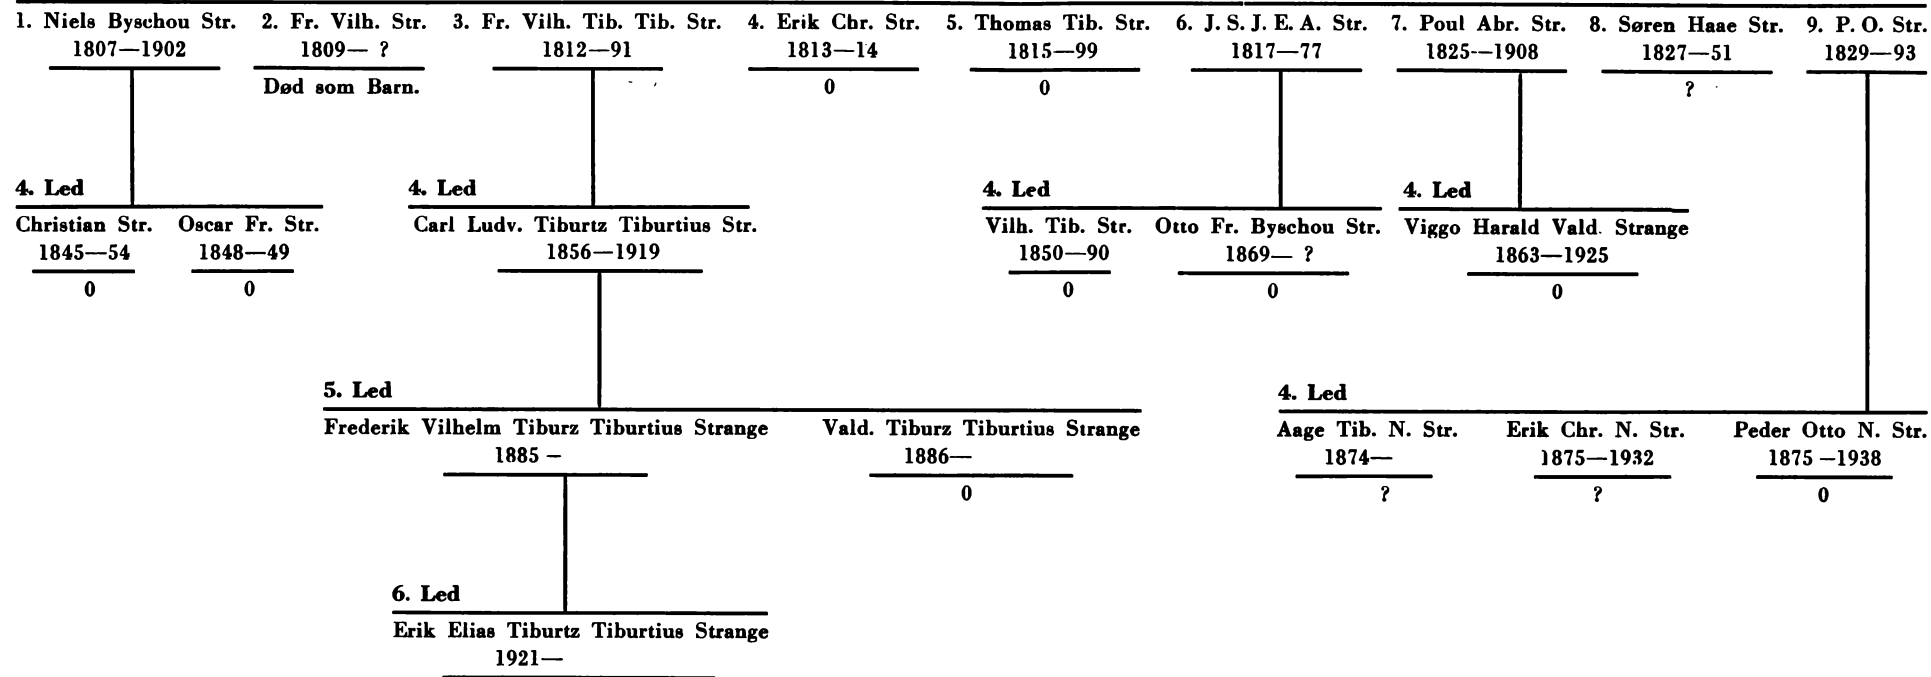 1. Niels Byschou Str. 2. Fr. Vilh. Str. 3. Fr. Vilh. Tib. Tib. Str. 4. Erik Chr. Str. 5. Thomas Tib. Str. 6. J. S. J. E. A. Str. 7. Poul Abr. Str. 8. Søren Haae Str. 9. P. O. Str.
1807—1902 1809— ? 1812—91 1813—14 1815—99 1817—77 1825—1908 1827—51 1829—93
Død som Barn. 0 0 ?
4. Led 4. Led 4. Led 4. Led
Christian Str. Oscar Fr. Str. Carl Ludv. Tiburtz Tiburtius Str. Vilh. Tib. Str. Otto Fr. Byschou Str. Viggo Harald Vald. Strange
1845—54 1848—49 1856—1919 1850—90 1869— ? 1863—1925
0 0 0 0 0
5. Led 4. Led
Frederik Vilhelm Tiburz Tiburtius Strange Vald. Tiburz Tiburtius Strange Aage Tib. N. Str. Erik Chr. N. Str. Peder Otto N. Str.
1885 – 1886— 1874— 1875—1932 1875 –1938
0 ? ? 0
6. Led
Erik Elias Tiburtz Tiburtius Strange
1921—